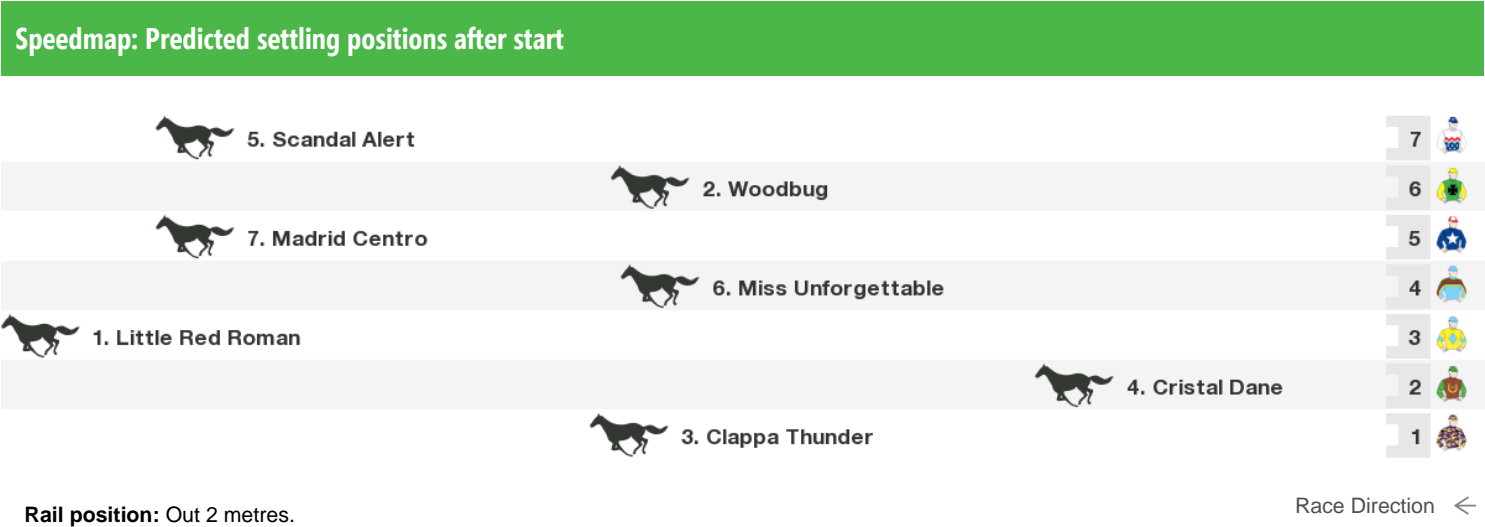 Speedmap: Predicted settling positions after start
5. Scandal Alert 7
2. Woodbug 6
7. Madrid Centro 5
6. Miss Unforgettable 4
1. Little Red Roman 3
4. Cristal Dane 2
3. Clappa Thunder 1
Rail position: Out 2 metres.
Race Direction